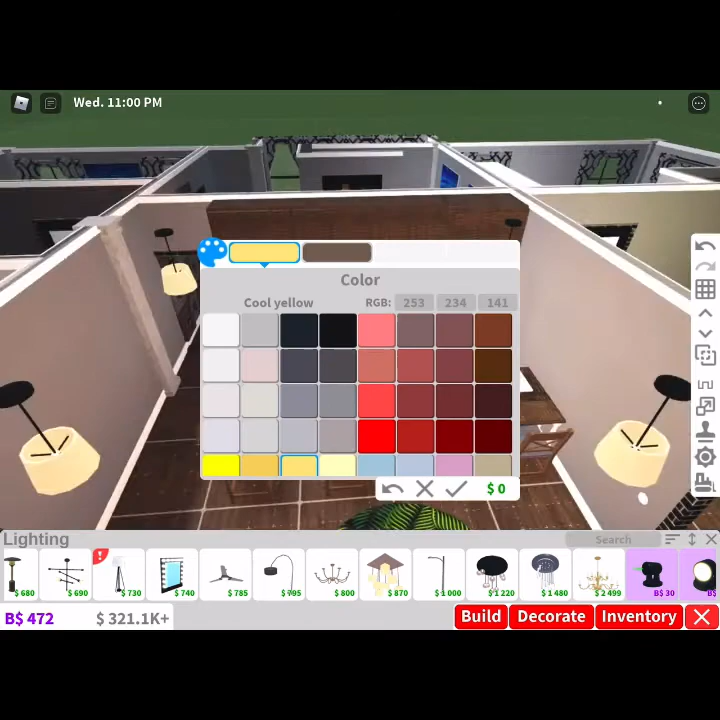 Wed. 11:00 PM
Color
Cool yellow RGB: 253 234 141
$ 0
Lighting Search
$ 680 $ 690 $ 730 $ 740 $ 785 $ 795 $ 800 $ 870 $ 1 000 $ 1 220 $ 1 480 $ 2 499 B$ 30 B$
B$ 472 $ 321.1K+ Build Decorate Inventory